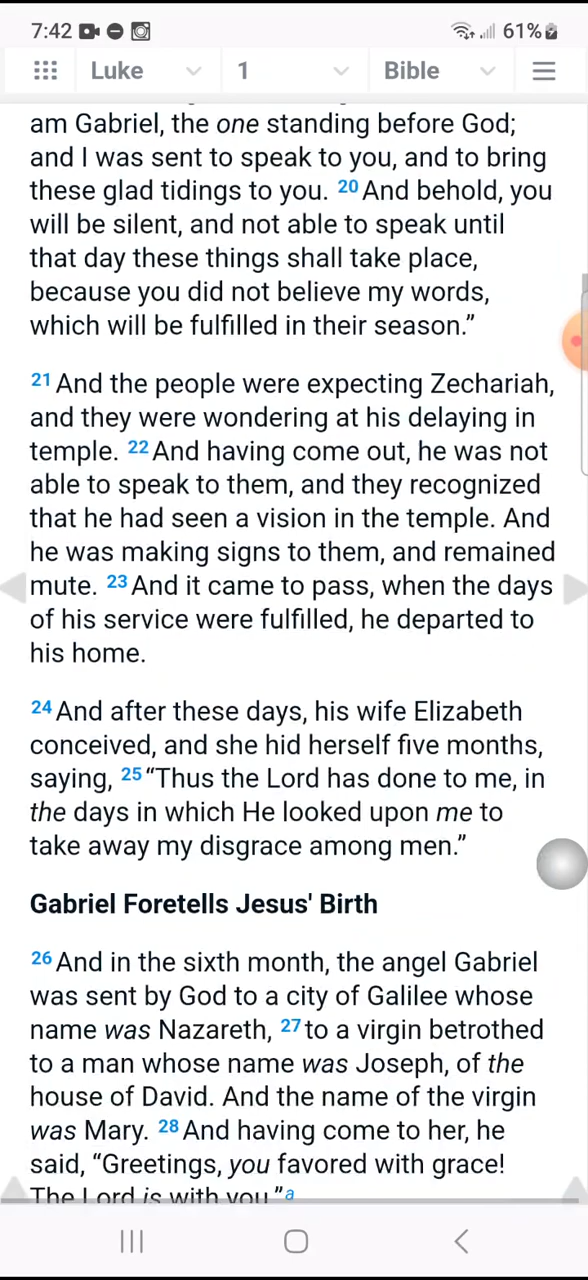 7:42 61%
Luke 1 Bible
am Gabriel, the one standing before God;
and I was sent to speak to you, and to bring
these glad tidings to you. 20 And behold, you
will be silent, and not able to speak until
that day these things shall take place,
because you did not believe my words,
which will be fulfilled in their season.”
21 And the people were expecting Zechariah,
and they were wondering at his delaying in
temple. 22 And having come out, he was not
able to speak to them, and they recognized
that he had seen a vision in the temple. And
he was making signs to them, and remained
mute. 23 And it came to pass, when the days
of his service were fulfilled, he departed to
his home.
24 And after these days, his wife Elizabeth
conceived, and she hid herself five months,
saying, 25 “Thus the Lord has done to me, in
the days in which He looked upon me to
take away my disgrace among men.”
Gabriel Foretells Jesus' Birth
26 And in the sixth month, the angel Gabriel
was sent by God to a city of Galilee whose
name was Nazareth, 27 to a virgin betrothed
to a man whose name was Joseph, of the
house of David. And the name of the virgin
was Mary. 28 And having come to her, he
said, “Greetings, you favored with grace!
The Lord is with you.” a